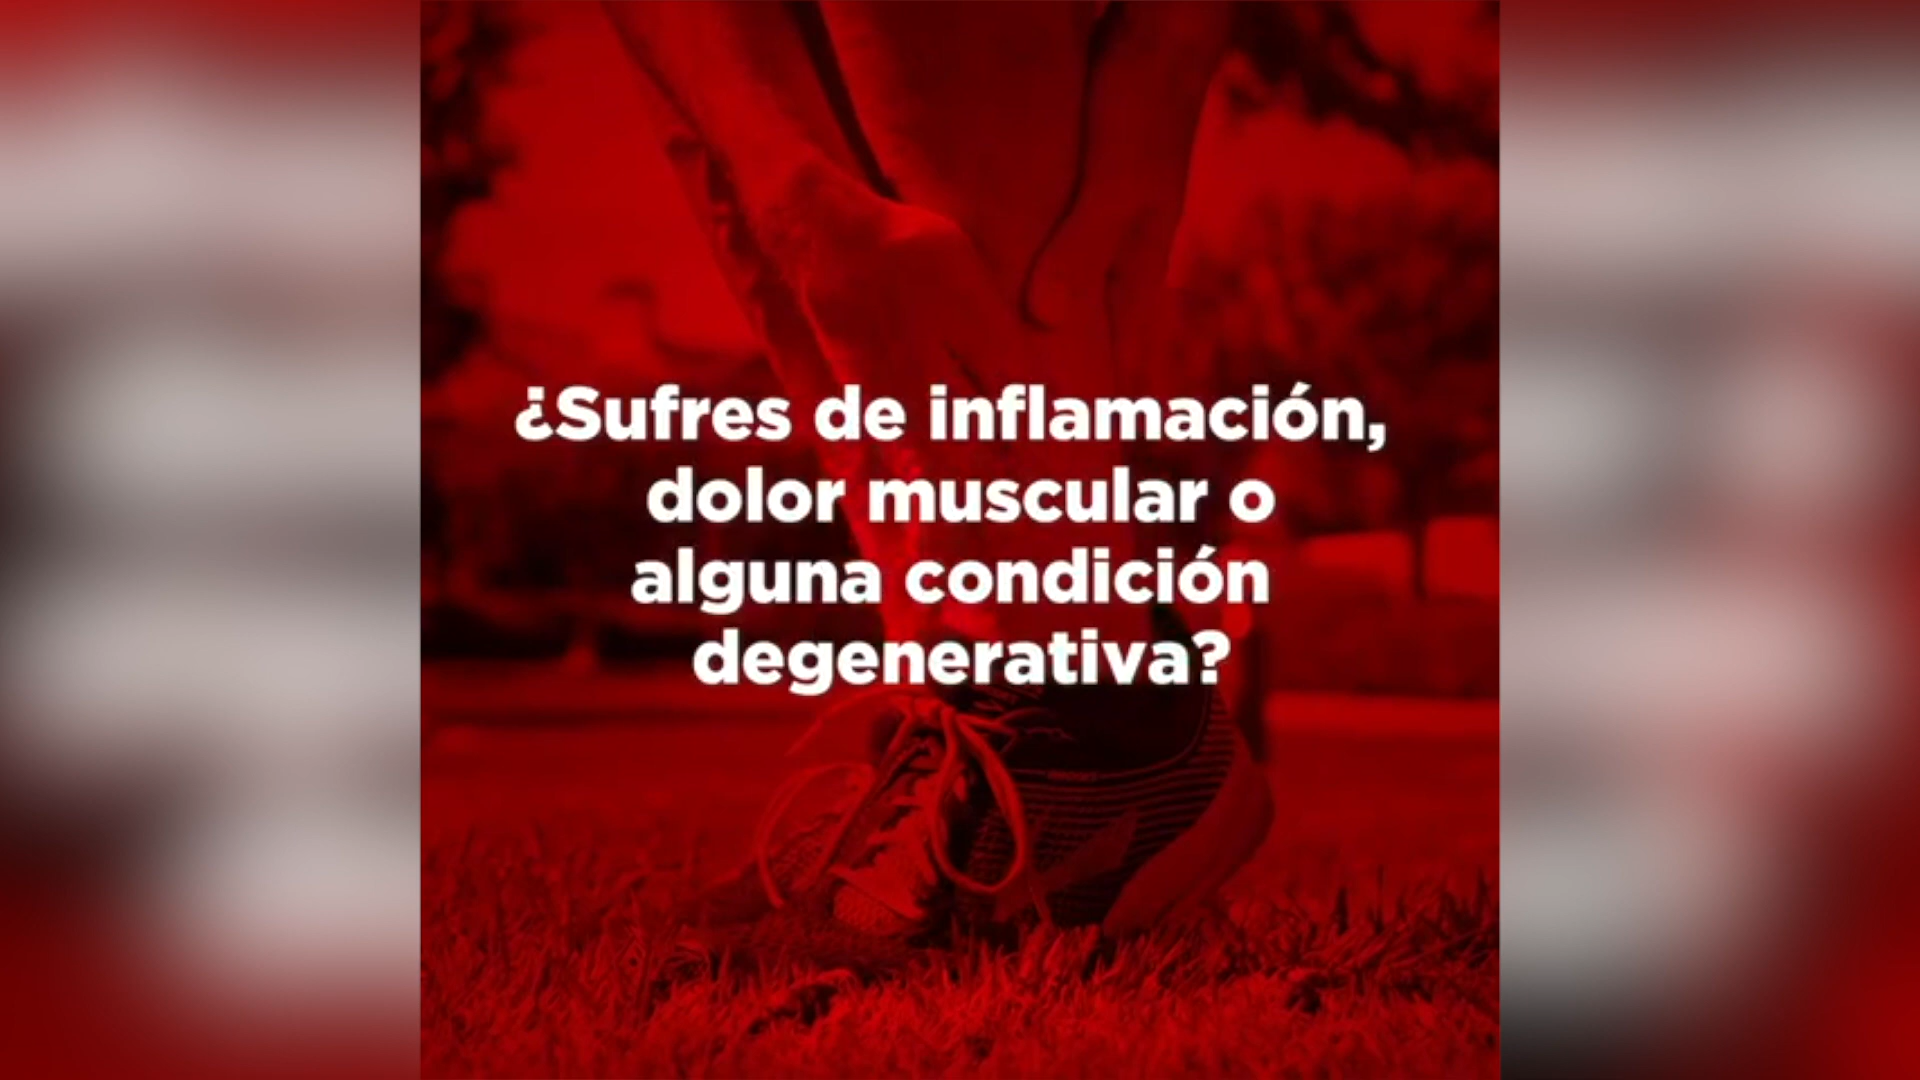 ¿Sufres de inflamación,
dolor muscular o
alguna condición
degenerativa?